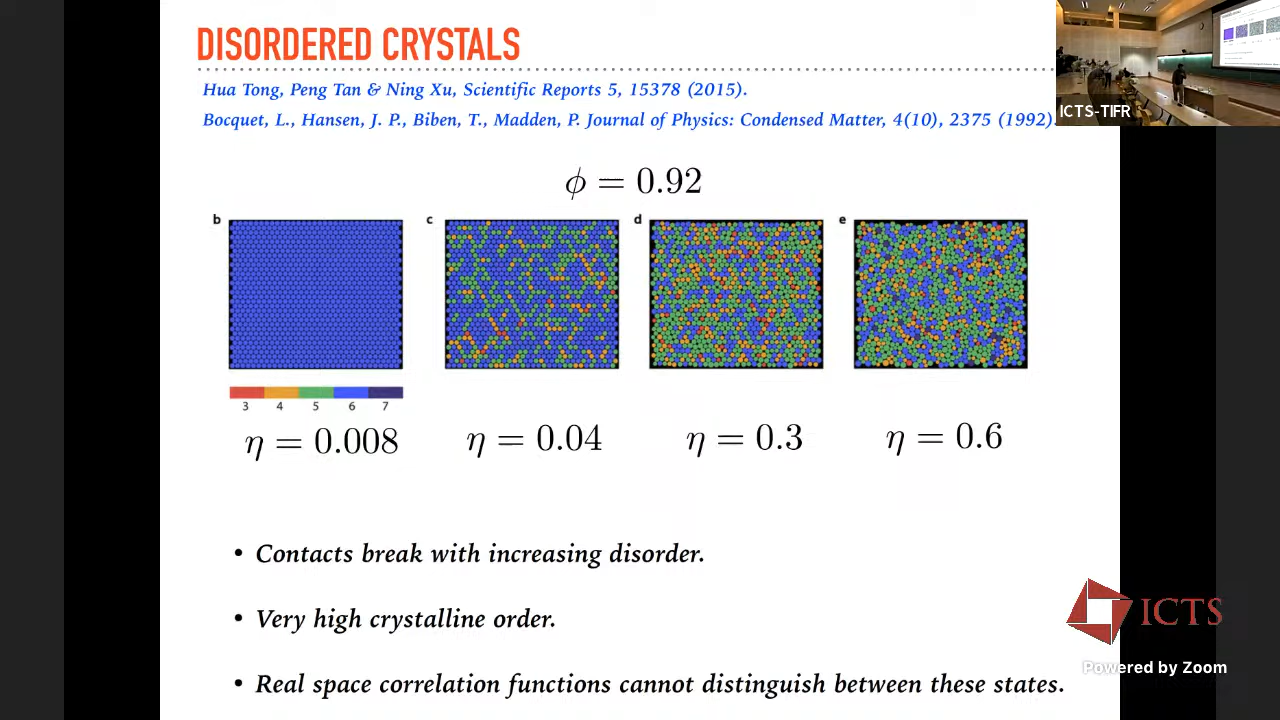 DISORDERED CRYSTALS
Hua Tong, Peng Tan & Ning Xu, Scientific Reports 5, 15378 (2015).
Bocquet, L., Hansen, J. P., Biben, T., Madden, P. Journal of Physics: Condensed Matter, 4(10), 2375 (1992).
ICTS-TIFR
ϕ = 0.92
b c d e
3 4 5 6 7
η = 0.008 η = 0.04 η = 0.3 η = 0.6
• Contacts break with increasing disorder.
• Very high crystalline order.
• Real space correlation functions cannot distinguish between these states.
ICTS
Powered by Zoom